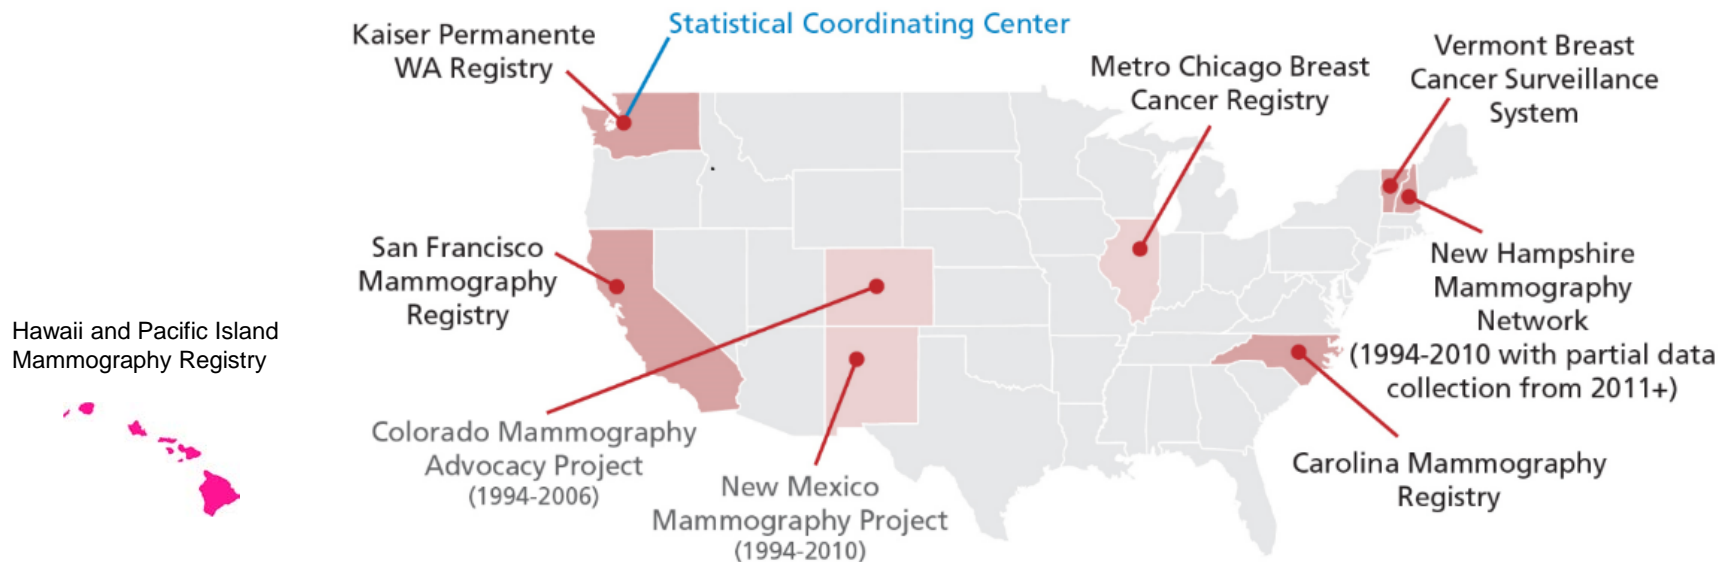 Statistical Coordinating Center
Kaiser Permanente
WA Registry
Metro Chicago Breast
Cancer Registry
Vermont Breast
Cancer Surveillance
System
San Francisco
Mammography
Registry
New Hampshire
Mammography
Network
(1994-2010 with partial data
collection from 2011+)
Hawaii and Pacific Island
Mammography Registry
Colorado Mammography
Advocacy Project
(1994-2006)
New Mexico
Mammography Project
(1994-2010)
Carolina Mammography
Registry